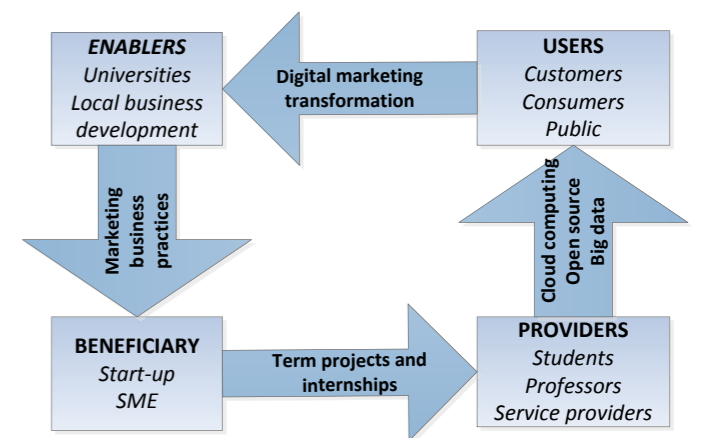 ENABLERS
Universities
Local business
development
Digital marketing
transformation
USERS
Customers
Consumers
Public
Marketing
business
practices
Cloud computing
Open source
Big data
BENEFICIARY
Start-up
SME
Term projects and
internships
PROVIDERS
Students
Professors
Service providers